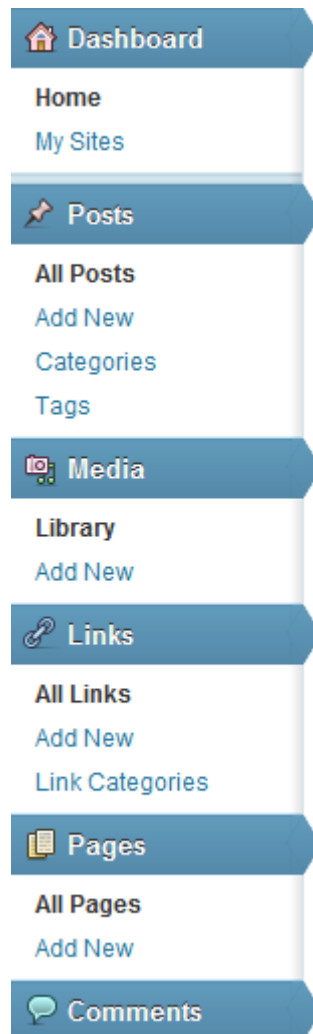 Dashboard
Home
My Sites
Posts
All Posts
Add New
Categories
Tags
Media
Library
Add New
Links
All Links
Add New
Link Categories
Pages
All Pages
Add New
Comments